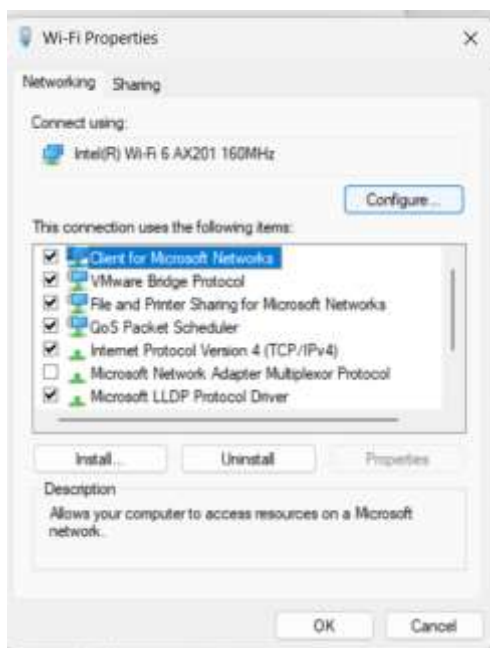 Wi-Fi Properties
Networking Sharing
Connect using:
Intel(R) Wi-Fi 6 AX201 160MHz
Configure...
This connection uses the following items:
Client for Microsoft Networks
VMware Bridge Protocol
File and Printer Sharing for Microsoft Networks
QoS Packet Scheduler
Internet Protocol Version 4 (TCP/IPv4)
Microsoft Network Adapter Multiplexor Protocol
Microsoft LLDP Protocol Driver
Install... Uninstall Properties
Description
Allows your computer to access resources on a Microsoft
network.
OK Cancel